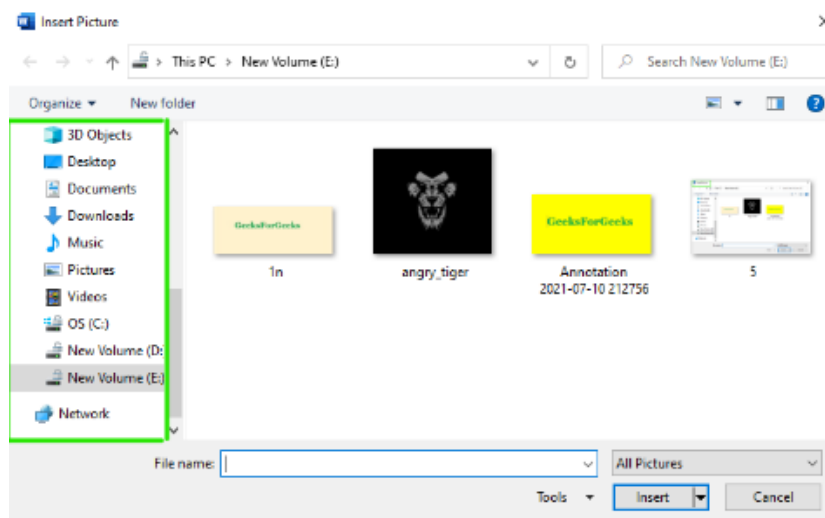 Insert Picture
This PC > New Volume (E:)
Search New Volume (E:)
Organize
New folder
3D Objects
Desktop
Documents
Downloads
Music
Pictures
Videos
OS (C:)
New Volume (D:
New Volume (E:)
Network
GeeksForGeeks
GeeksForGeeks
1n
angry_tiger
Annotation
2021-07-10 212756
5
File name:
All Pictures
Tools
Insert
Cancel